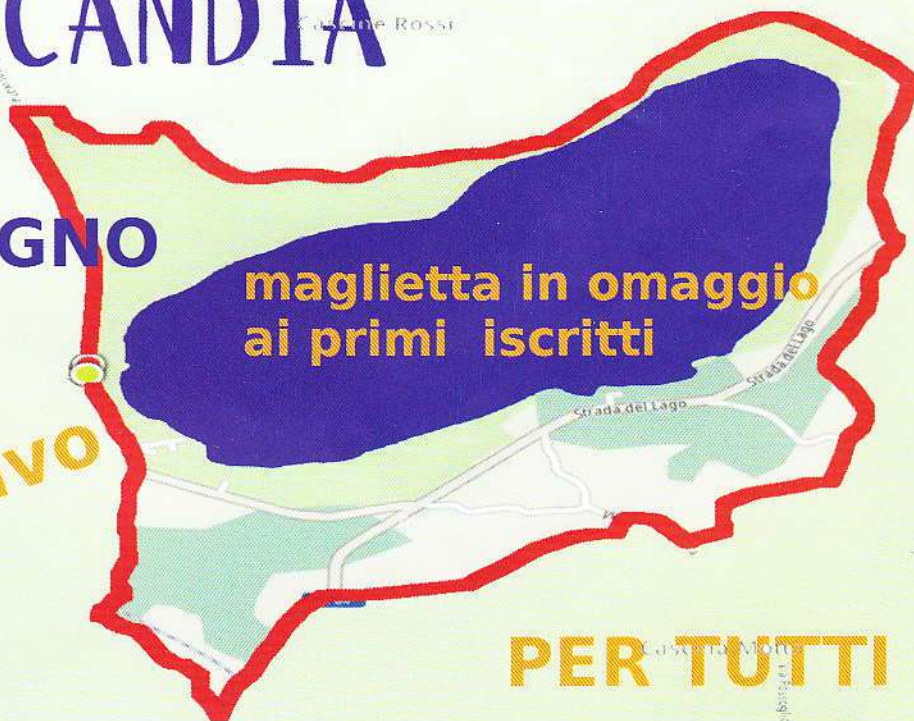 CANDIA
Cascine Rossi
GNO
maglietta in omaggio
ai primi iscritti
Strada del Lago
Strada del Lago
IVO
PER TUTTI